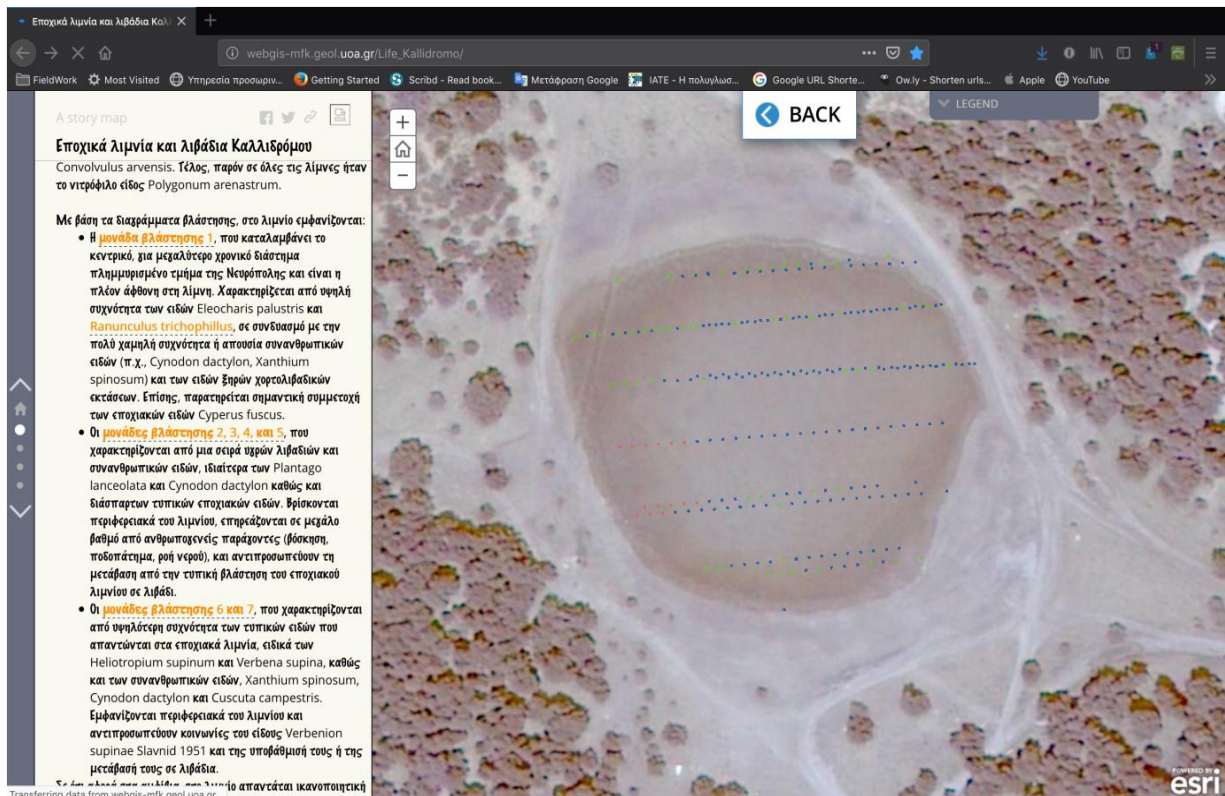 Εποχικά λιμνία και λιβάδια Καλλ
webgis-mfk.geol.uoa.gr/Life_Kallidromo/
FieldWork Most Visited Υπηρεσία προσωριν... Getting Started Scribd - Read book... Μετάφραση Google IATE - Η πολυγλωσ... Google URL Shorte... Ow.ly - Shorten urls... Apple YouTube
A story map
Εποχικά λιμνία και λιβάδια Καλλιδρόμου
Convolvulus arvensis. Τέλος, παρόν σε όλες τις λίμνες ήταν
το νιτρόφιλο είδος Polygonum arenastrum.
Με βάση τα διαγράμματα βλάστησης, στο λιμνίο εμφανίζονται:
• Η μονάδα βλάστησης 1, που καταλαμβάνει το
κεντρικό, για μεγαλύτερο χρονικό διάστημα
πλημμυρισμένο τμήμα της Νευρόπολης και είναι η
πλέον άφθονη στη λίμνη. Χαρακτηρίζεται από υψηλή
συχνότητα των ειδών Eleocharis palustris και
Ranunculus trichophillus, σε συνδυασμό με την
πολύ χαμηλή συχνότητα ή απουσία συνανθρωπικών
ειδών (π.χ., Cynodon dactylon, Xanthium
spinosum) και των ειδών ξηρών χορτολιβαδικών
εκτάσεων. Επίσης, παρατηρείται σημαντική συμμετοχή
των εποχιακών ειδών Cyperus fuscus.
• Οι μονάδες βλάστησης 2, 3, 4, και 5, που
χαρακτηρίζονται από μια σειρά υγρών λιβαδιών και
συνανθρωπικών ειδών, ιδιαίτερα των Plantago
lanceolata και Cynodon dactylon καθώς και
διάσπαρτων τυπικών εποχιακών ειδών. Βρίσκονται
περιφερειακά του λιμνίου, επηρεάζονται σε μεγάλο
βαθμό από ανθρωπογενείς παράγοντες (βόσκηση,
ποδοπάτημα, ροή νερού), και αντιπροσωπεύουν τη
μετάβαση από την τυπική βλάστηση του εποχιακού
λιμνίου σε λιβάδι.
• Οι μονάδες βλάστησης 6 και 7, που χαρακτηρίζονται
από υψηλότερη συχνότητα των τυπικών ειδών που
απαντώνται στα εποχιακά λιμνία, ειδικά των
Heliotropium supinum και Verbena supina, καθώς
και των συνανθρωπικών ειδών, Xanthium spinosum,
Cynodon dactylon και Cuscuta campestris.
Εμφανίζονται περιφερειακά του λιμνίου και
αντιπροσωπεύουν κοινωνίες του είδους Verbenion
supinae Slavnid 1951 και της υποβάθμισή τους ή της
μετάβασή τους σε λιβάδια.
Σε ότι αφορά στα αμφίβια, στο λιμνίο απαντάται ικανοποιητική
Transferring data from webgis-mfk.geol.uoa.gr
BACK
LEGEND
POWERED BY
esri